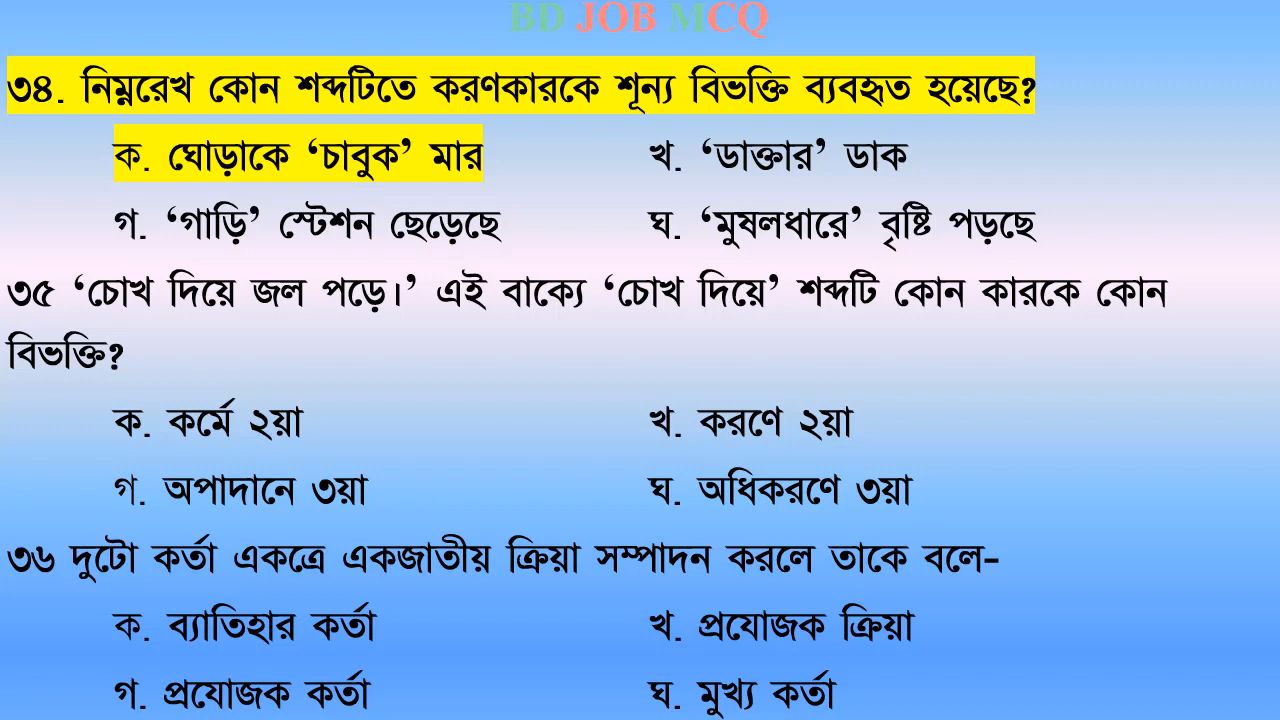 BD JOB MCQ
৩৪. নিম্নরেখ কোন শব্দটিতে করণকারকে শূন্য বিভক্তি ব্যবহৃত হয়েছে?
ক. ঘোড়াকে ‘চাবুক’ মার খ. ‘ডাক্তার’ ডাক
গ. ‘গাড়ি’ স্টেশন ছেড়েছে ঘ. ‘মুষলধারে’ বৃষ্টি পড়ছে
৩৫ ‘চোখ দিয়ে জল পড়ে।’ এই বাক্যে ‘চোখ দিয়ে’ শব্দটি কোন কারকে কোন
বিভক্তি?
ক. কর্মে ২য়া খ. করণে ২য়া
গ. অপাদানে ৩য়া ঘ. অধিকরণে ৩য়া
৩৬ দুটো কর্তা একত্রে একজাতীয় ক্রিয়া সম্পাদন করলে তাকে বলে-
ক. ব্যাতিহার কর্তা খ. প্রযোজক ক্রিয়া
গ. প্রযোজক কর্তা ঘ. মুখ্য কর্তা